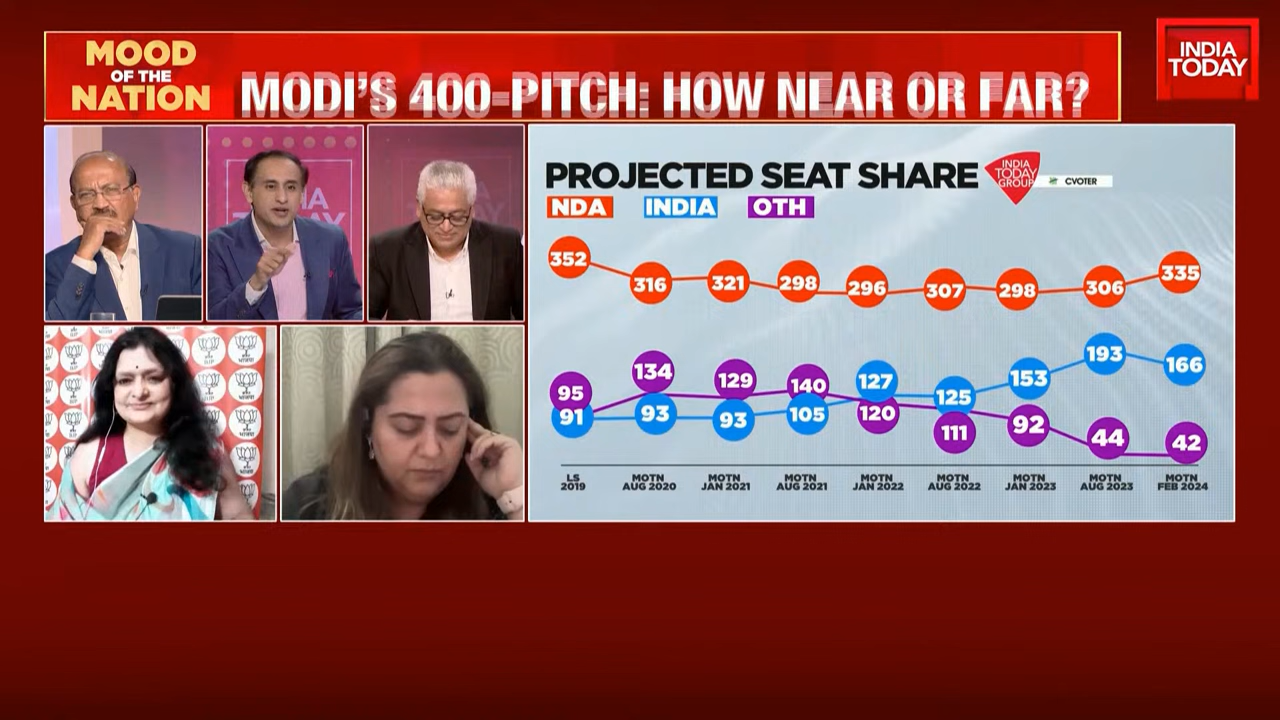 MOOD
OF THE
NATION
MODI'S 400-PITCH: HOW NEAR OR FAR?
INDIA
TODAY
PROJECTED SEAT SHARE
INDIA
TODAY
GROUP
CVOTER
NDA INDIA OTH
352 316 321 298 296 307 298 306 335
95 134 129 140 127 125 153 193 166
91 93 93 105 120 111 92 44 42
LS
2019
MOTN
AUG 2020
MOTN
JAN 2021
MOTN
AUG 2021
MOTN
JAN 2022
MOTN
AUG 2022
MOTN
JAN 2023
MOTN
AUG 2023
MOTN
FEB 2024